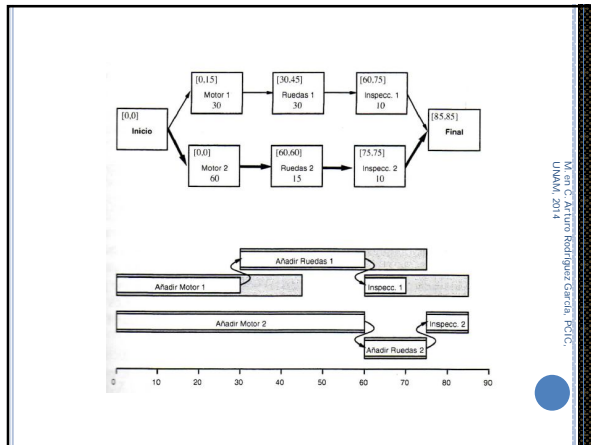 [0,15]
Motor 1
30
[30,45]
Ruedas 1
30
[60,75]
Inspecc. 1
10
[0,0]
Inicio
[85,85]
Final
[0,0]
Motor 2
60
[60,60]
Ruedas 2
15
[75,75]
Inspecc. 2
10
Añadir Ruedas 1
Añadir Motor 1
Inspecc. 1
Añadir Motor 2
Inspecc. 2
Añadir Ruedas 2
0 10 20 30 40 50 60 70 80 90
M. en C. Arturo Rodríguez García, PCIC,
UNAM, 2014